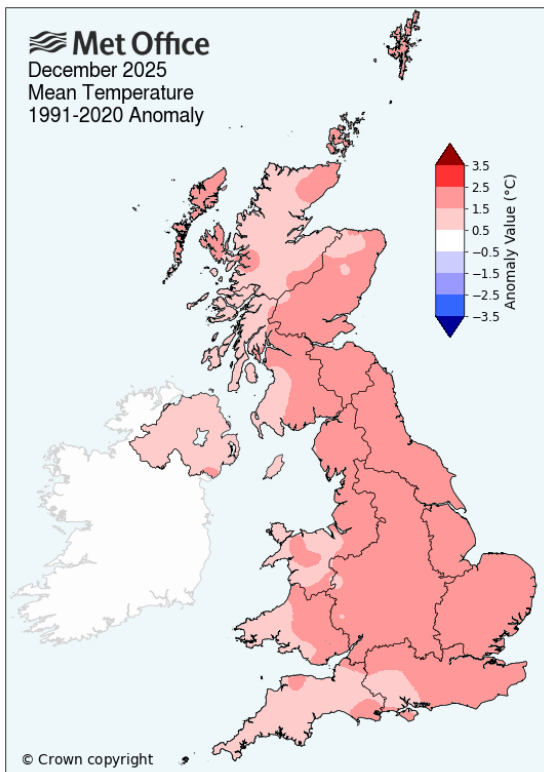 Met Office
December 2025
Mean Temperature
1991-2020 Anomaly
3.5
2.5
1.5
0.5
−0.5
−1.5
−2.5
−3.5
Anomaly Value (°C)
© Crown copyright